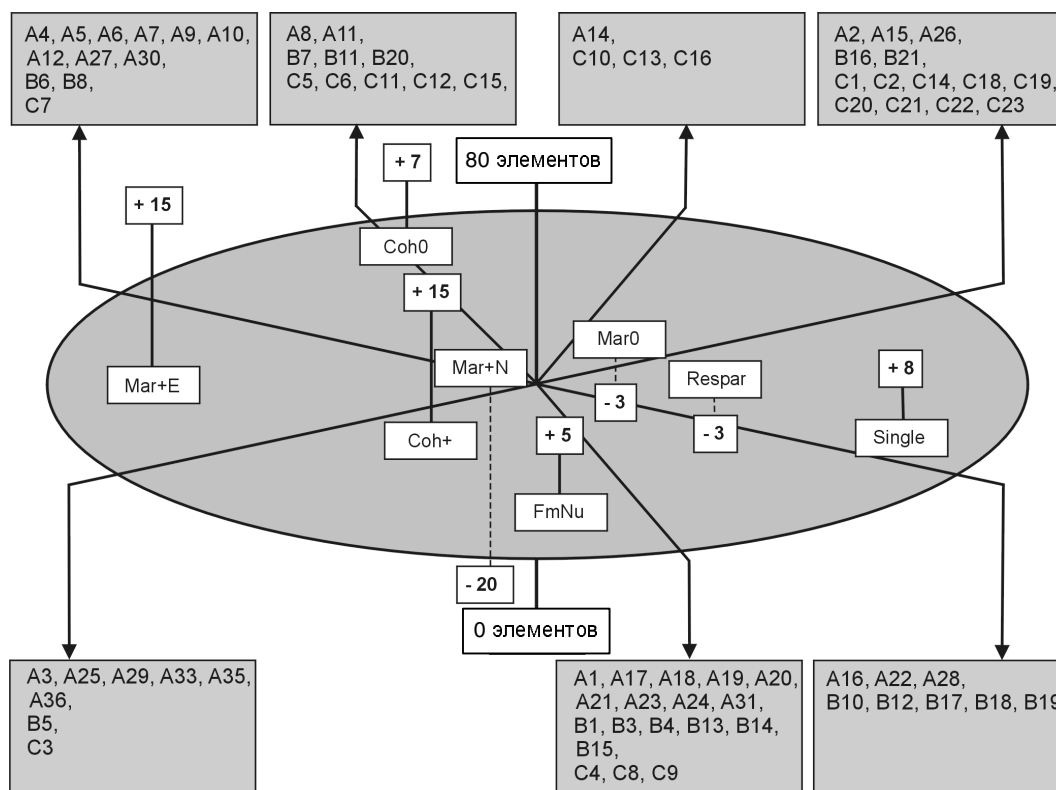 A4, A5, A6, A7, A9, A10,
A12, A27, A30,
B6, B8,
C7
A8, A11,
B7, B11, B20,
C5, C6, C11, C12, C15,
A14,
C10, C13, C16
A2, A15, A26,
B16, B21,
C1, C2, C14, C18, C19,
C20, C21, C22, C23
+ 7
80 элементов
+ 15
Coh0
+ 15
Mar0
Mar+N
Respar
+ 8
Mar+E
- 3
- 3
+ 5
Coh+
Single
FmNu
- 20
0 элементов
A3, A25, A29, A33, A35,
A36,
B5,
C3
A1, A17, A18, A19, A20,
A21, A23, A24, A31,
B1, B3, B4, B13, B14,
B15,
C4, C8, C9
A16, A22, A28,
B10, B12, B17, B18, B19